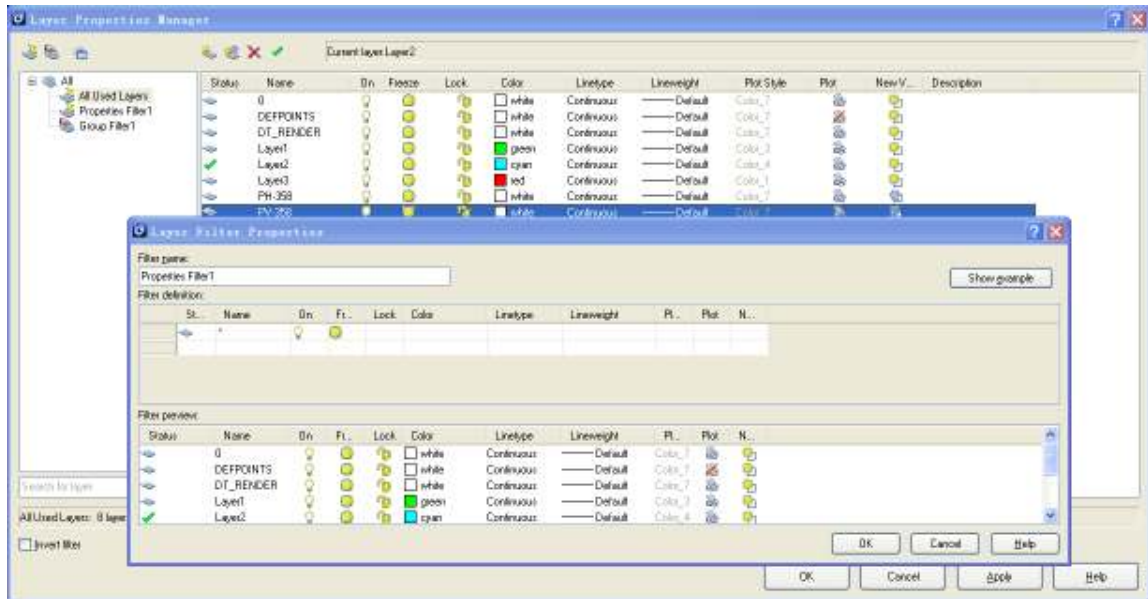 Layer Properties Manager
Current layer:Layer2
All
All Used Layers
Properties Filter1
Group Filter1
Status Name On Freeze Lock Color Linetype Lineweight Plot Style Plot New V... Description
0 white Continuous Default Color_7
DEFPOINTS white Continuous Default Color_7
DT_RENDER white Continuous Default Color_7
Layer1 green Continuous Default Color_3
Layer2 cyan Continuous Default Color_4
Layer3 red Continuous Default Color_1
PH-358 white Continuous Default Color_7
PV-358 white Continuous Default Color_7
Layer Filter Properties
Filter name:
Properties Filter1
Show example
Filter definition:
St... Name On Fr... Lock Color Linetype Lineweight Pl... Plot N...
*
Filter preview:
Status Name On Fr... Lock Color Linetype Lineweight Pl... Plot N...
0 white Continuous Default Color_7
DEFPOINTS white Continuous Default Color_7
DT_RENDER white Continuous Default Color_7
Layer1 green Continuous Default Color_3
Layer2 cyan Continuous Default Color_4
Search for layer
All Used Layers: 8 layer
Invert filter
OK Cancel Help
OK Cancel Apply Help